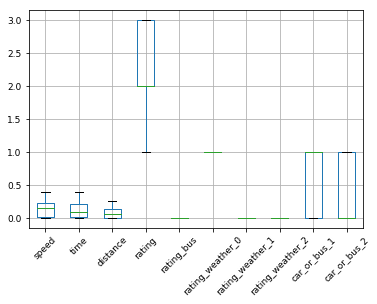 3.0
2.5
2.0
1.5
1.0
0.5
0.0
speed
time
distance
rating
rating_bus
rating_weather_0
rating_weather_1
rating_weather_2
car_or_bus_1
car_or_bus_2